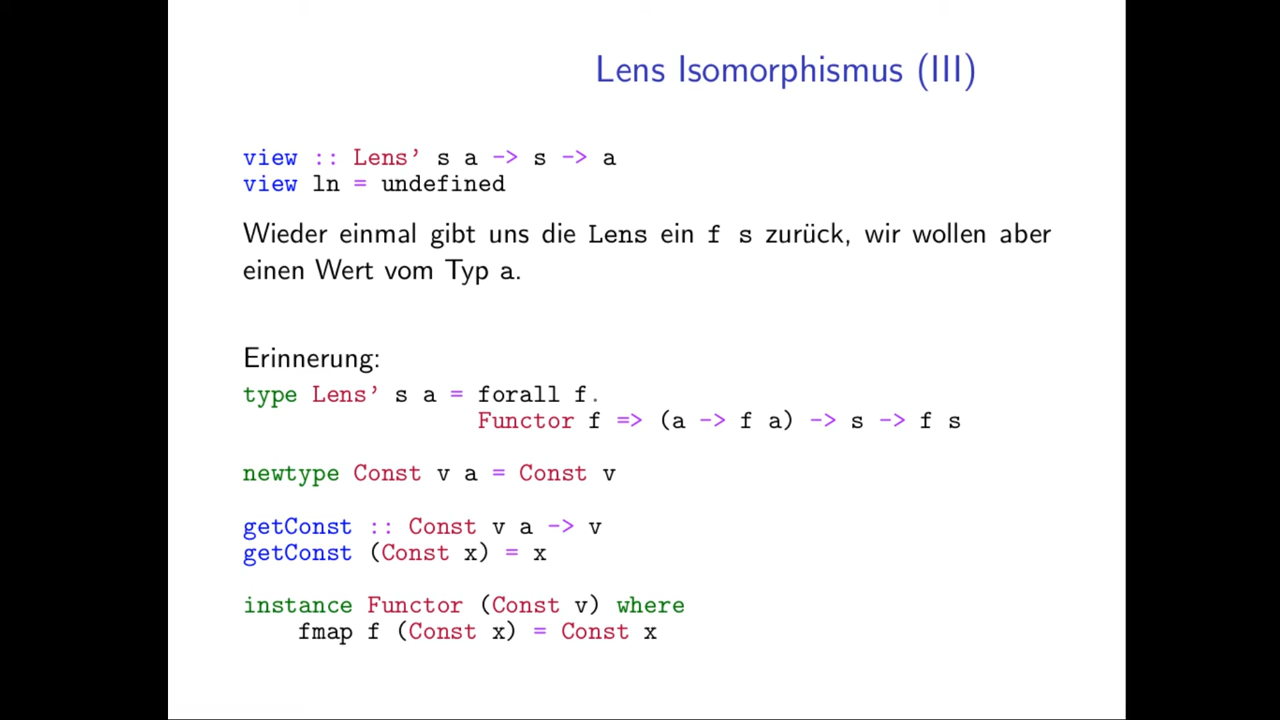 Lens Isomorphismus (III)
view :: Lens’ s a -> s -> a
view ln = undefined
Wieder einmal gibt uns die Lens ein f s zurück, wir wollen aber
einen Wert vom Typ a.
Erinnerung:
type Lens’ s a = forall f.
Functor f => (a -> f a) -> s -> f s
newtype Const v a = Const v
getConst :: Const v a -> v
getConst (Const x) = x
instance Functor (Const v) where
fmap f (Const x) = Const x